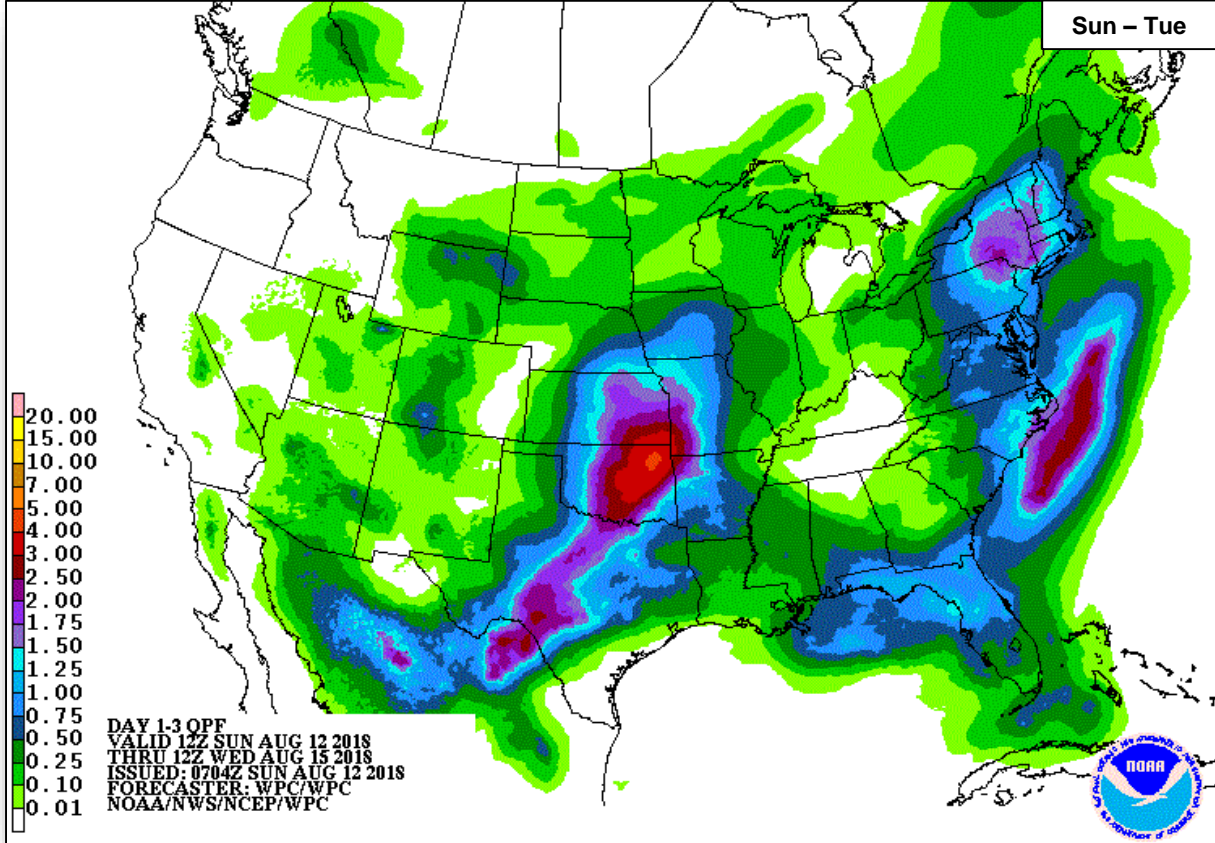 Sun – Tue
20.00
15.00
10.00
7.00
5.00
4.00
3.00
2.50
2.00
1.75
1.50
1.25
1.00
0.75
0.50
0.25
0.10
0.01
DAY 1-3 QPF
VALID 12Z SUN AUG 12 2018
THRU 12Z WED AUG 15 2018
ISSUED: 0704Z SUN AUG 12 2018
FORECASTER: WPC/WPC
NOAA/NWS/NCEP/WPC
NOAA